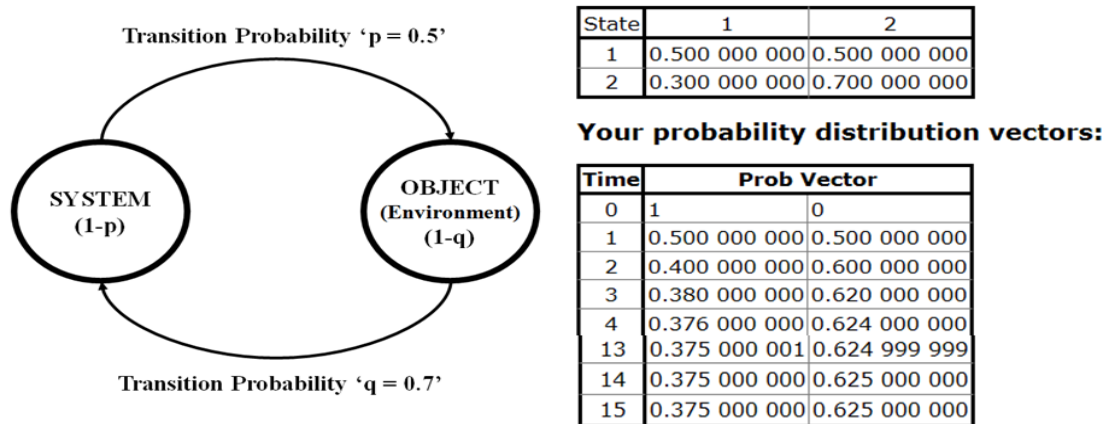 Transition Probability ‘p = 0.5’
SYSTEM
(1-p)
OBJECT
(Environment)
(1-q)
Transition Probability ‘q = 0.7’
State 1 2
1 0.500 000 000 0.500 000 000
2 0.300 000 000 0.700 000 000
Your probability distribution vectors:
Time Prob Vector
0 1 0
1 0.500 000 000 0.500 000 000
2 0.400 000 000 0.600 000 000
3 0.380 000 000 0.620 000 000
4 0.376 000 000 0.624 000 000
13 0.375 000 001 0.624 999 999
14 0.375 000 000 0.625 000 000
15 0.375 000 000 0.625 000 000